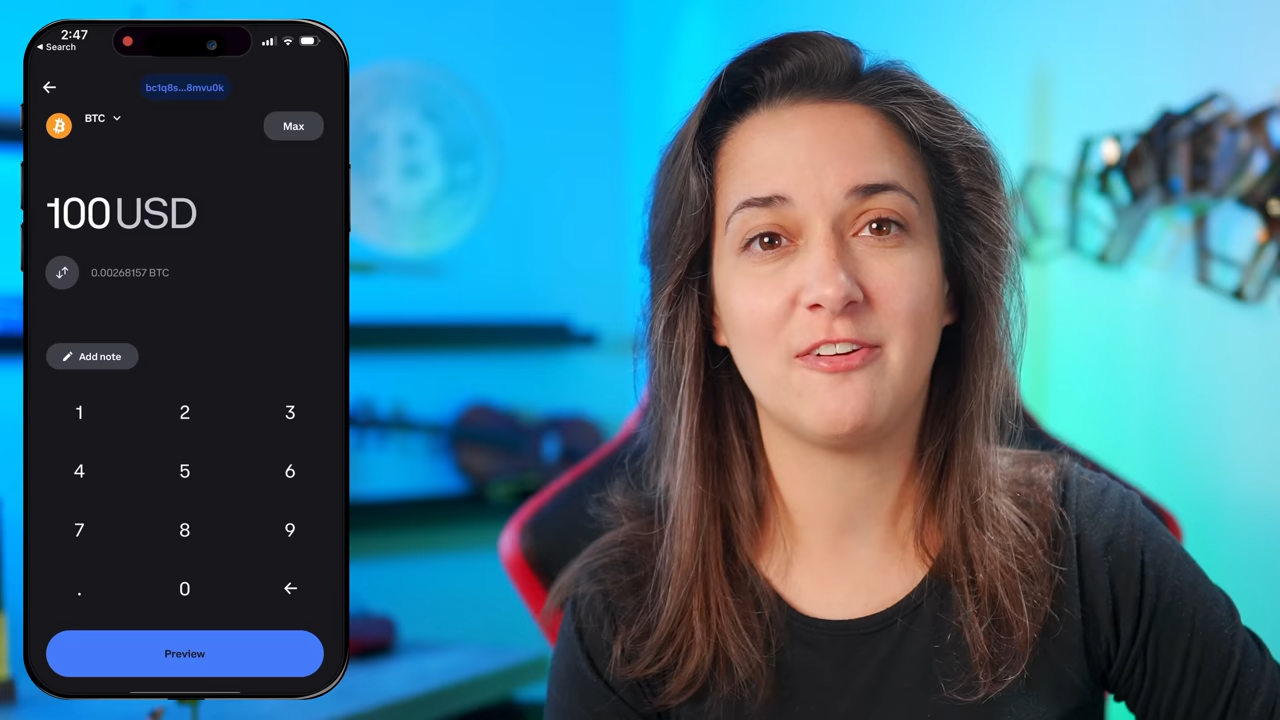 2:47
Search
bc1q8s...8mvu0k
BTC
Max
100 USD
0.00268157 BTC
Add note
1 2 3
4 5 6
7 8 9
. 0
Preview